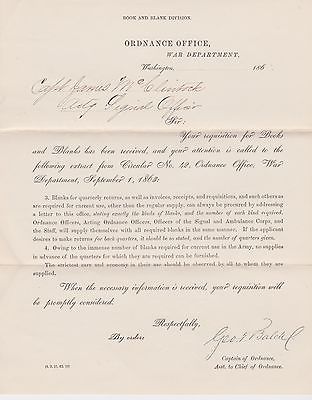 BOOK AND BLANK DIVISION.
ORDNANCE OFFICE,
WAR DEPARTMENT,
Washington, 186
Capt James McClintock
Actg Signal Officer
Sir:
Your requisition for Books
and Blanks has been received, and your attention is called to the
following extract from Circular No. 42, Ordnance Office, War
Department, September 1, 1863:
3. Blanks for quarterly returns, as well as invoices, receipts, and requisitions, and such others as
are required for current use, other than the regular supply, can always be procured by addressing
a letter to this office, stating exactly the kinds of blanks, and the number of each kind required.
Ordnance Officers, Acting Ordnance Officers, Officers of the Signal and Ambulance Corps, and
the Staff, will supply themselves with all required blanks in the same manner. If the applicant
desires to make returns for back quarters, it should be so stated, and the number of quarters given.
4. Owing to the immense number of blanks required for current use in the Army, no supplies in
advance of the quarters for which they are required can be furnished.
The strictest care and economy in their use should be observed by all to whom they are
supplied.
When the necessary information is received, your requisition will
be promptly considered.
Respectfully,
By order:
Geo. T. Balch
Captain of Ordnance,
Asst. to Chief of Ordnance.